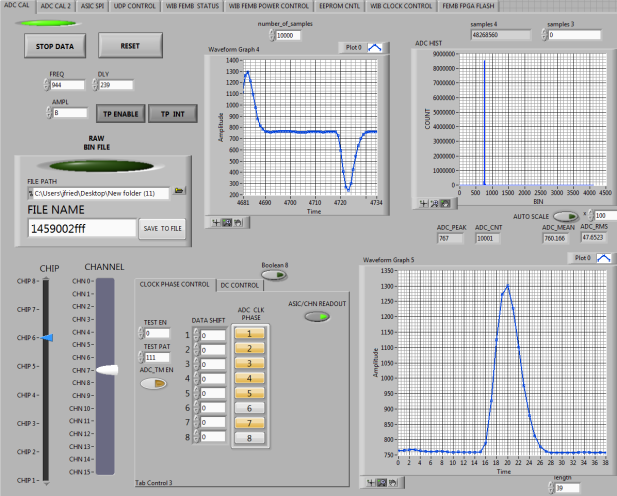 ADC CAL
ADC CAL 2
ASIC SPI
UDP CONTROL
WIB FEMB STATUS
WIB FEMB POWER CONTROL
EEPROM CNTL
WIB CLOCK CONTROL
FEMB FPGA FLASH
STOP DATA
RESET
FREQ
944
DLY
239
AMPL
8
TP ENABLE
TP INT
RAW
BIN FILE
FILE PATH
C:\Users\jfried\Desktop\New folder (11)
FILE NAME
1459002fff
SAVE TO FILE
number_of_samples
10000
Waveform Graph 4
Plot 0
Amplitude
1400
1300
1200
1100
1000
900
800
700
600
500
400
300
200
4681
4690
4700
4710
4720
4734
Time
samples 4
48268560
samples 3
0
ADC HIST
COUNT
9000000
8000000
7000000
6000000
5000000
4000000
3000000
2000000
1000000
0
0 500 1000 1500 2000 2500 3000 3500 4000 4500
BIN
AUTO SCALE
x
100
ADC_PEAK
767
ADC_CNT
10001
ADC_MEAN
760.166
ADC_RMS
47.6523
CHIP
CHIP 8
CHIP 7
CHIP 6
CHIP 5
CHIP 4
CHIP 3
CHIP 2
CHIP 1
CHANNEL
CHN 0
CHN 1
CHN 2
CHN 3
CHN 4
CHN 5
CHN 6
CHN 7
CHN 8
CHN 9
CHN 10
CHN 11
CHN 12
CHN 13
CHN 14
CHN 15
Boolean 8
CLOCK PHASE CONTROL
DC CONTROL
TEST EN
0
TEST PAT
111
ADC_TM EN
DATA SHIFT
1 0
2 0
3 0
4 0
5 0
6 0
7 0
8 0
ADC CLK
PHASE
1
2
3
4
5
6
7
8
ASIC/CHN READOUT
Tab Control 3
Waveform Graph 5
Plot 0
Amplitude
1350
1300
1250
1200
1150
1100
1050
1000
950
900
850
800
750
0 2 4 6 8 10 12 14 16 18 20 22 24 26 28 30 32 34 36 38
Time
length
39